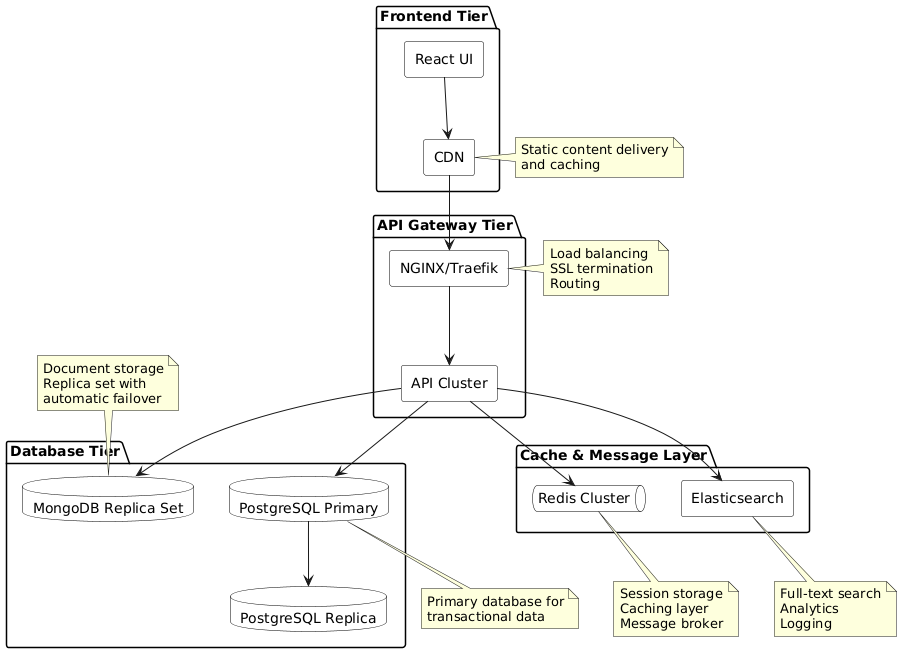 Frontend Tier
React UI
CDN
Static content delivery
and caching
API Gateway Tier
NGINX/Traefik
Load balancing
SSL termination
Routing
API Cluster
Document storage
Replica set with
automatic failover
Database Tier
MongoDB Replica Set
PostgreSQL Primary
PostgreSQL Replica
Primary database for
transactional data
Cache & Message Layer
Redis Cluster
Elasticsearch
Session storage
Caching layer
Message broker
Full-text search
Analytics
Logging